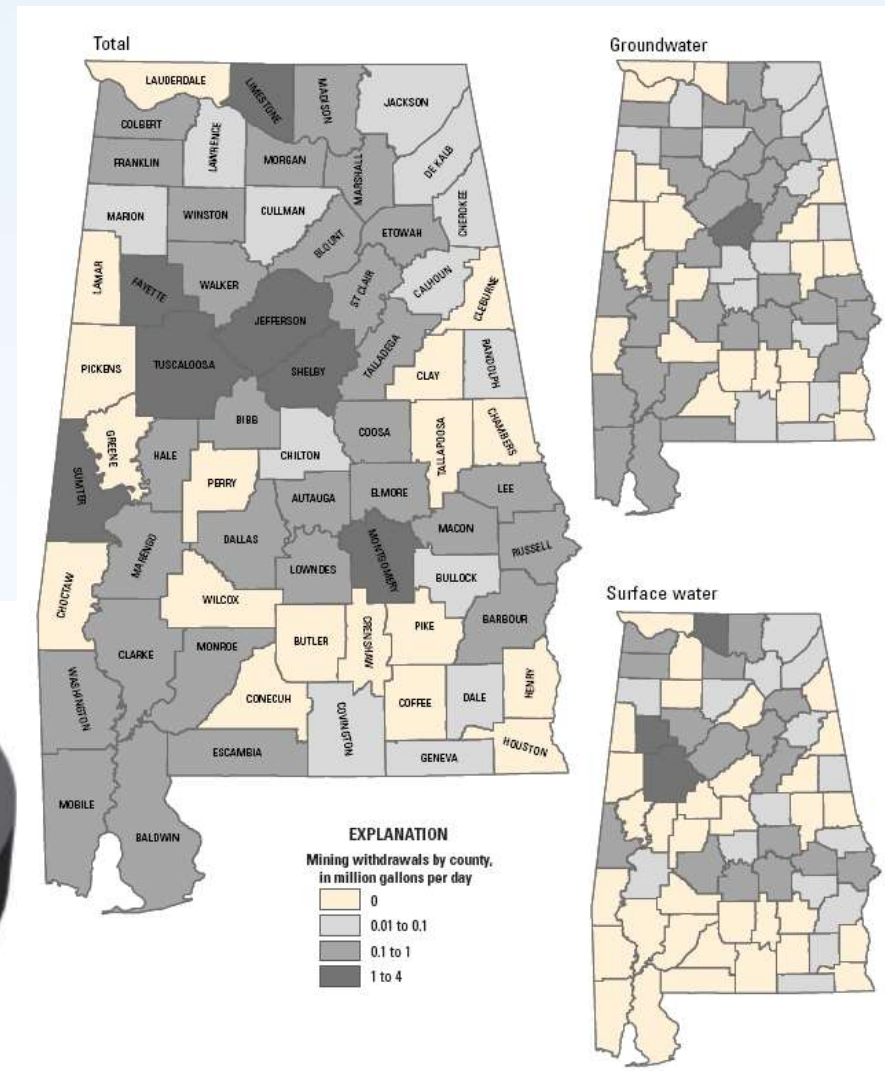 Total
LAUDERDALE
LIMESTONE
MADISON
JACKSON
COLBERT
LAWRENCE
FRANKLIN
MORGAN
MARSHALL
DE KALB
MARION
WINSTON
CULLMAN
CHEROKEE
BLOUNT
ETOWAH
LAMAR
FAYETTE
WALKER
ST CLAIR
CALHOUN
CLEBURNE
JEFFERSON
PICKENS
TUSCALOOSA
SHELBY
TALLADEGA
CLAY
RANDOLPH
GREENE
HALE
BIBB
CHILTON
COOSA
TALLAPOOSA
CHAMBERS
SUMTER
PERRY
AUTAUGA
ELMORE
LEE
MARENGO
DALLAS
LOWNDES
MONTGOMERY
MACON
RUSSELL
CHOCTAW
WILCOX
BULLOCK
CLARKE
MONROE
BUTLER
CRENSHAW
PIKE
BARBOUR
WASHINGTON
CONECUH
COVINGTON
COFFEE
DALE
HENRY
ESCAMBIA
GENEVA
HOUSTON
MOBILE
BALDWIN
EXPLANATION
Mining withdrawals by county,
in million gallons per day
0
0.01 to 0.1
0.1 to 1
1 to 4
Groundwater
Surface water